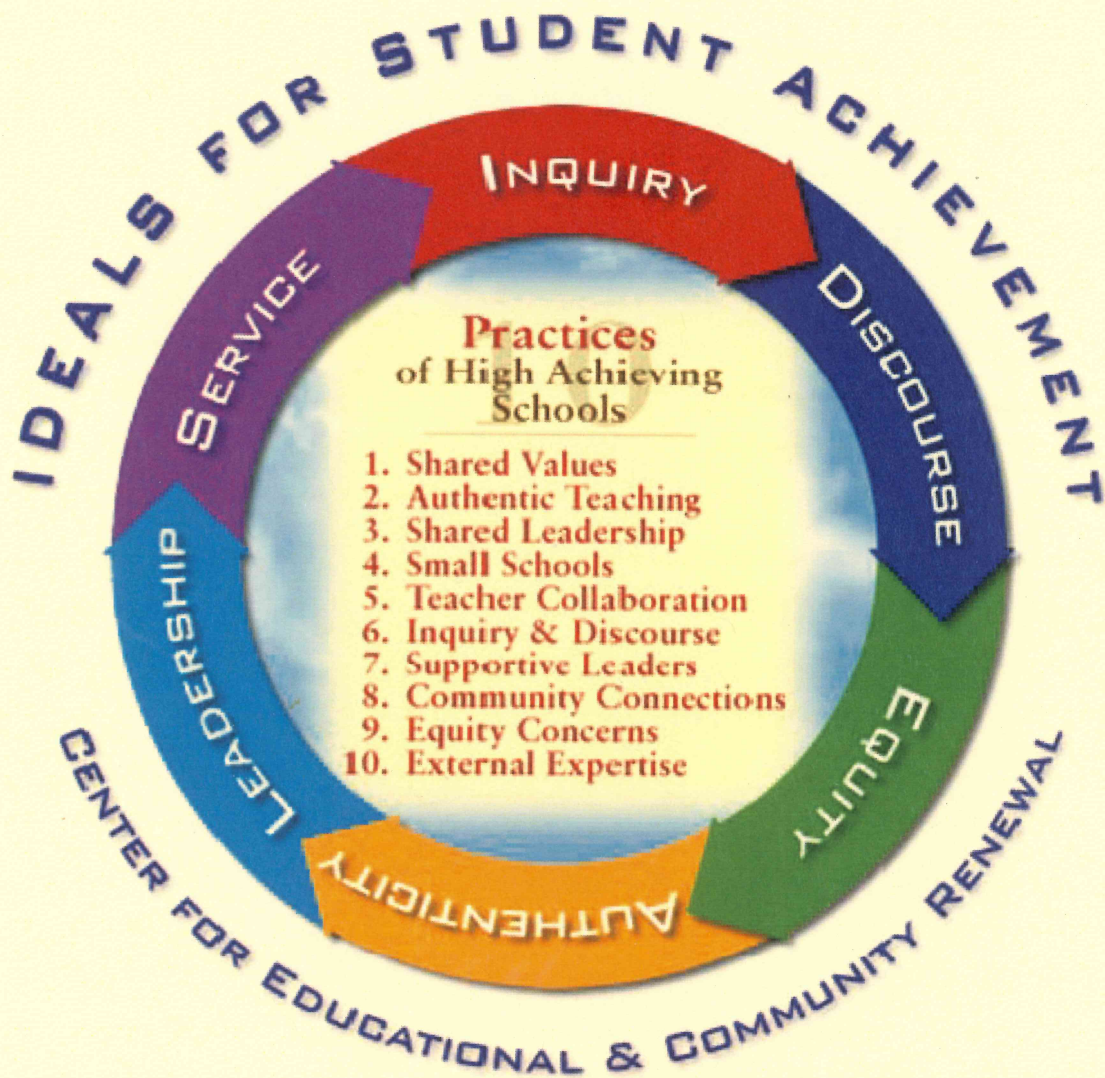 IDEALS FOR STUDENT ACHIEVEMENT
INQUIRY
DISCOURSE
EQUITY
AUTHENTICITY
LEADERSHIP
SERVICE
10
Practices
of High Achieving
Schools
1. Shared Values
2. Authentic Teaching
3. Shared Leadership
4. Small Schools
5. Teacher Collaboration
6. Inquiry & Discourse
7. Supportive Leaders
8. Community Connections
9. Equity Concerns
10. External Expertise
CENTER FOR EDUCATIONAL & COMMUNITY RENEWAL